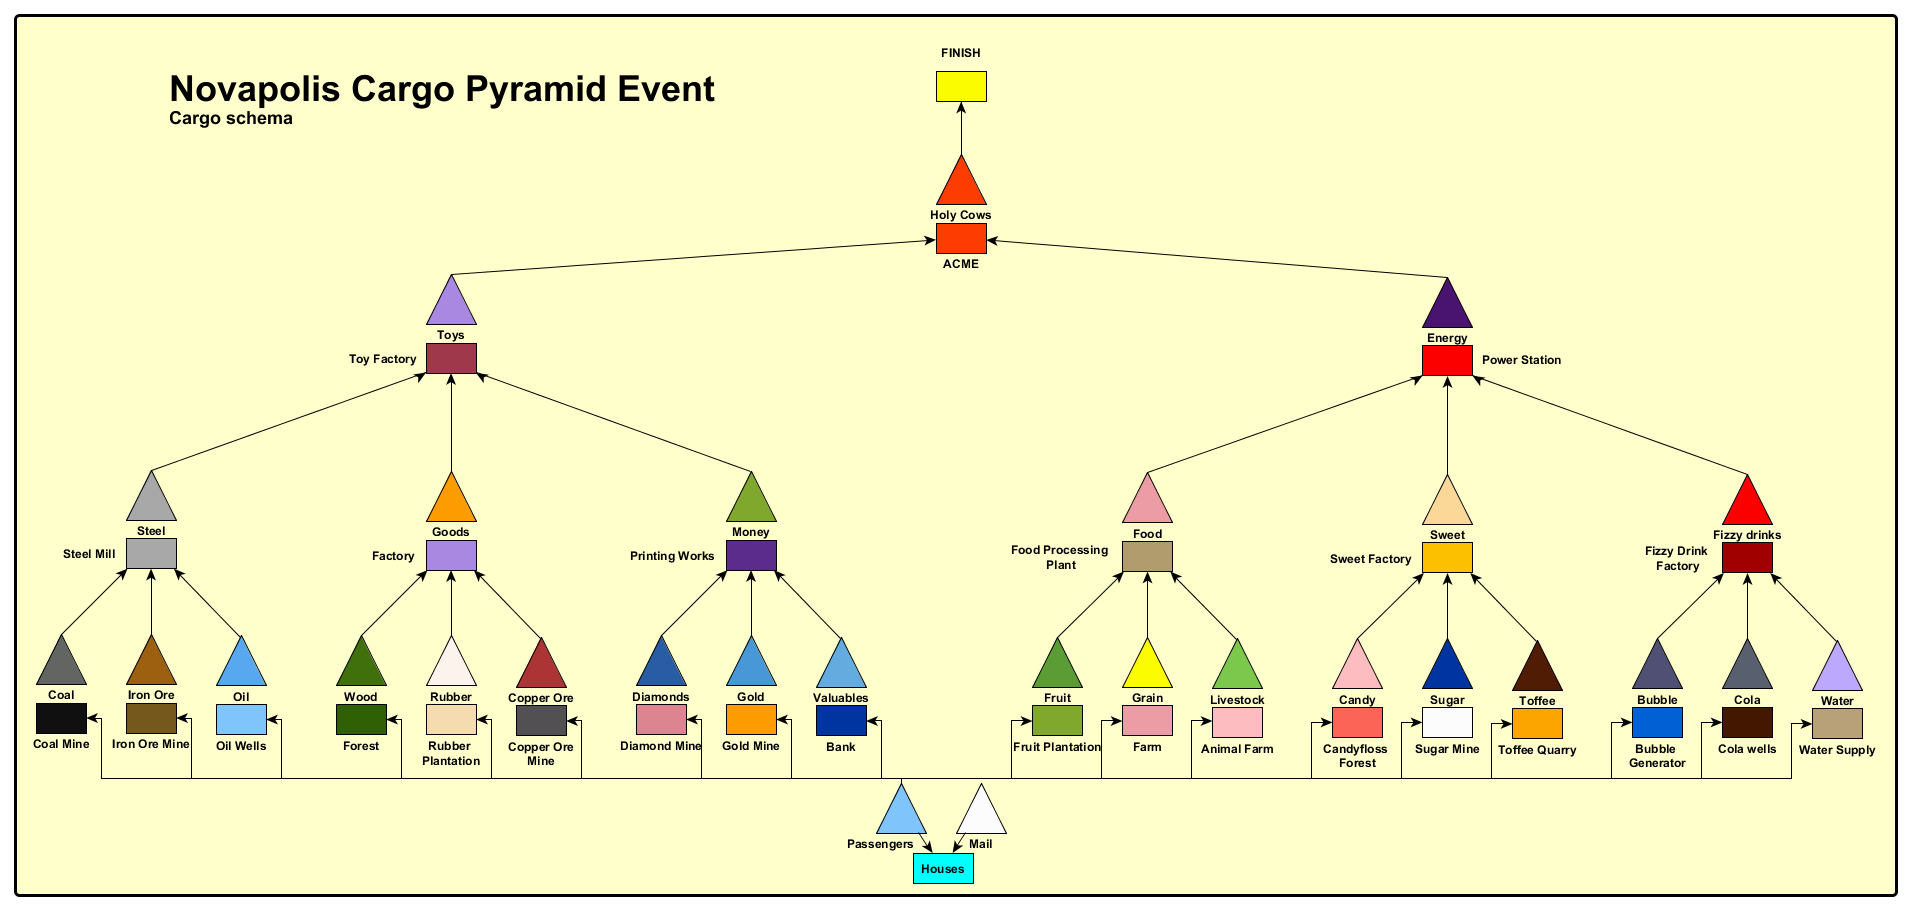 FINISH
Novapolis Cargo Pyramid Event
Cargo schema
Holy Cows
ACME
Toys
Energy
Toy Factory
Power Station
Steel
Goods
Money
Food
Sweet
Fizzy drinks
Steel Mill
Factory
Printing Works
Food Processing
Plant
Sweet Factory
Fizzy Drink
Factory
Coal
Iron Ore
Oil
Wood
Rubber
Copper Ore
Diamonds
Gold
Valuables
Fruit
Grain
Livestock
Candy
Sugar
Toffee
Bubble
Cola
Water
Coal Mine
Iron Ore Mine
Oil Wells
Forest
Rubber
Plantation
Copper Ore
Mine
Diamond Mine
Gold Mine
Bank
Fruit Plantation
Farm
Animal Farm
Candyfloss
Forest
Sugar Mine
Toffee Quarry
Bubble
Generator
Cola wells
Water Supply
Passengers
Mail
Houses